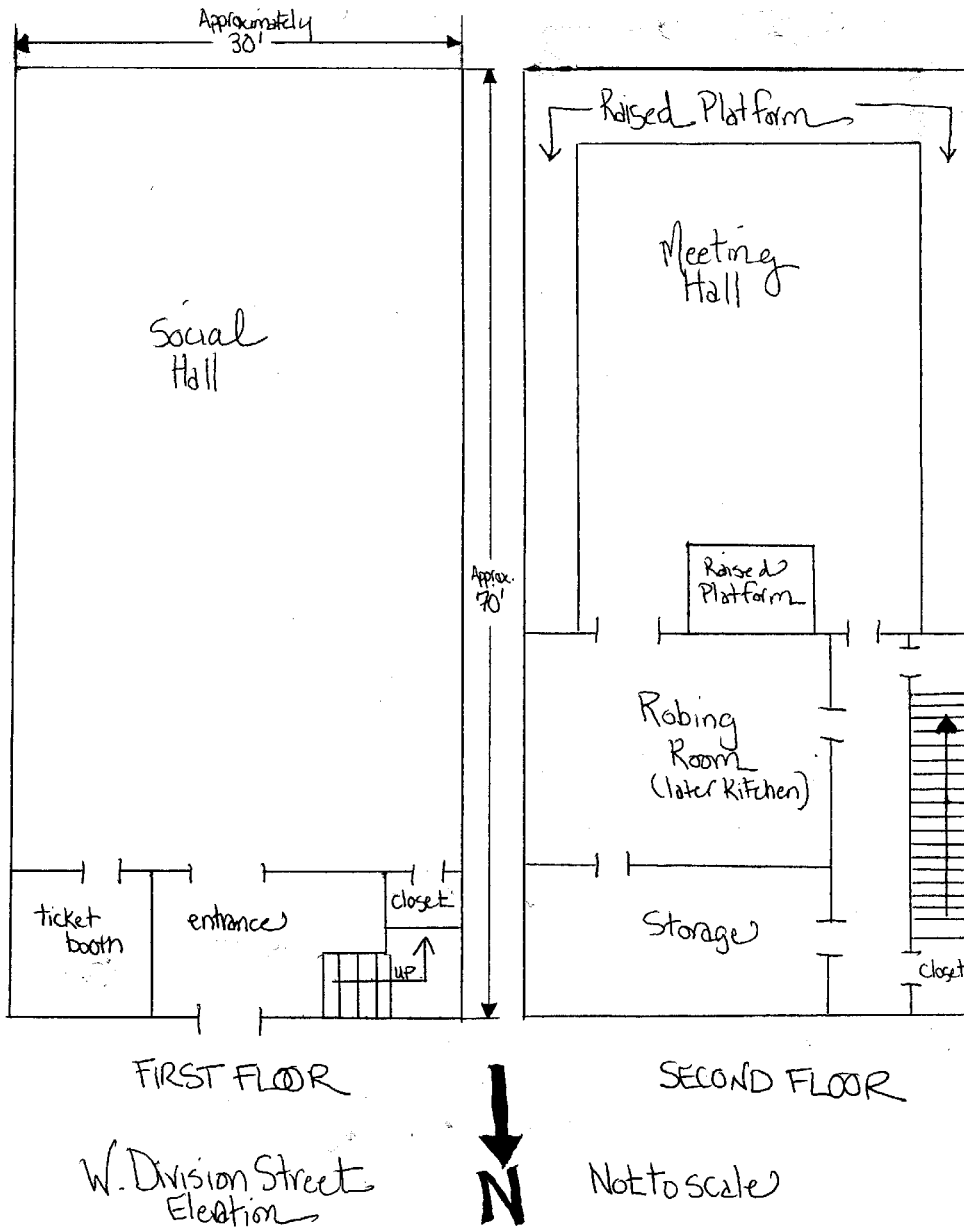 Approximately
30'
Raised Platform
Meeting
Hall
Social
Hall
Approx.
70'
Raised
Platform
Robing
Room
(later Kitchen)
closet
ticket
booth
entrance
UP
Storage
Closet
FIRST FLOOR
SECOND FLOOR
W. Division Street
Elevation
N
Not to scale